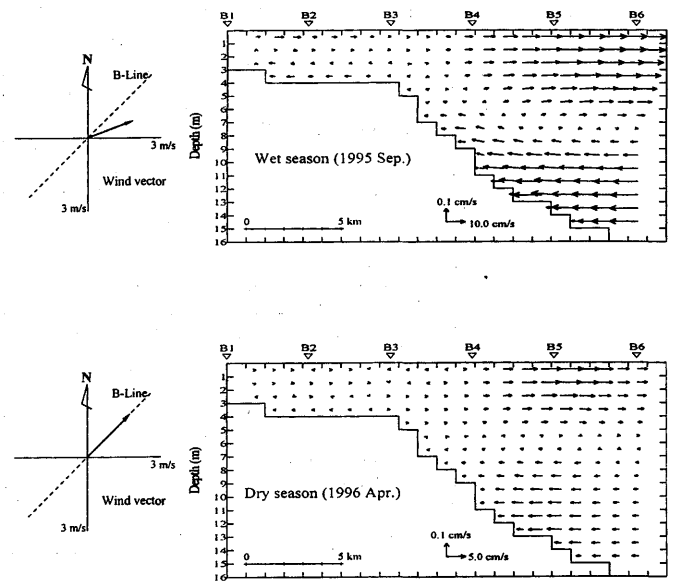 B1 B2 B3 B4 B5 B6
N
B-Line
3 m/s
Wind vector
3 m/s
Depth (m)
1
2
3
4
5
6
7
8
9
10
11
12
13
14
15
16
Wet season (1995 Sep.)
0 5 km
0.1 cm/s
10.0 cm/s
B1 B2 B3 B4 B5 B6
N
B-Line
3 m/s
Wind vector
3 m/s
Depth (m)
1
2
3
4
5
6
7
8
9
10
11
12
13
14
15
16
Dry season (1996 Apr.)
0 5 km
0.1 cm/s
5.0 cm/s